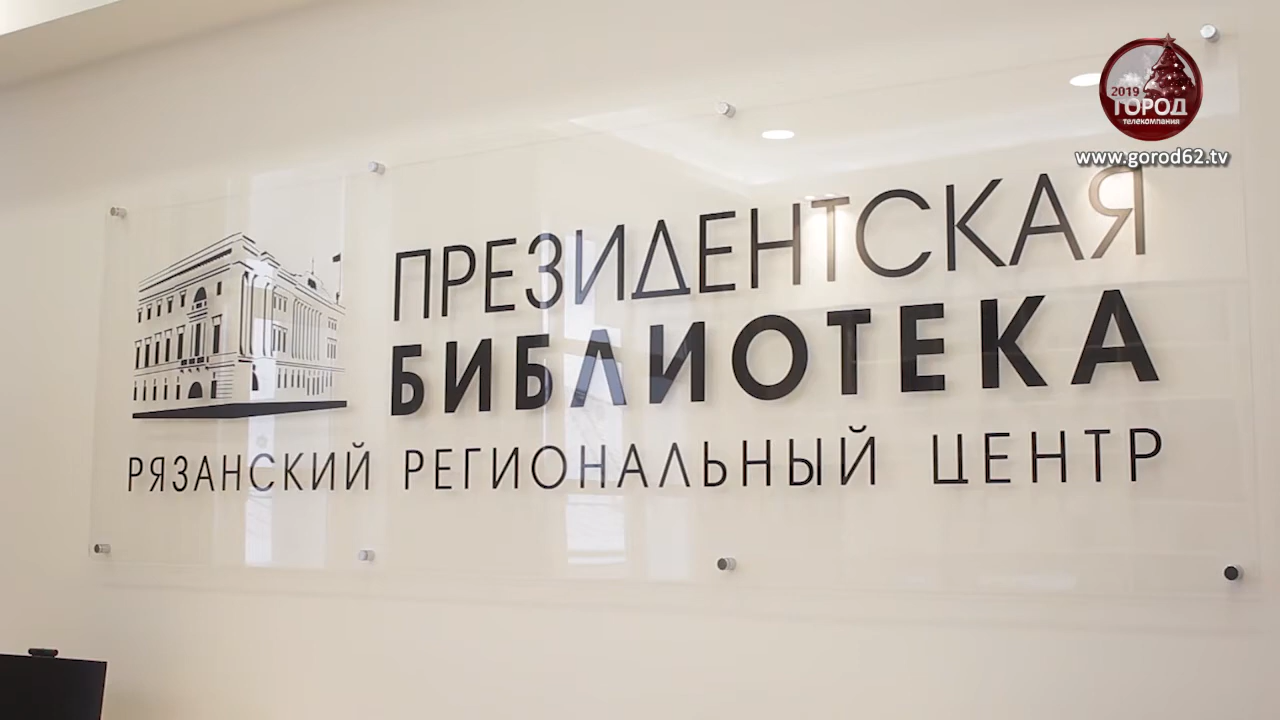 2019
ГОРОД
телекомпания
www.gorod62.tv
ПРЕЗИДЕНТСКАЯ
БИБЛИОТЕКА
РЯЗАНСКИЙ РЕГИОНАЛЬНЫЙ ЦЕНТР